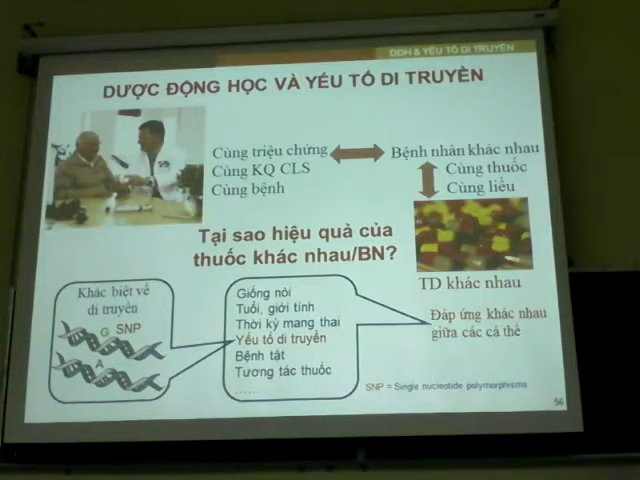 DĐH & YẾU TỐ DI TRUYỀN
DƯỢC ĐỘNG HỌC VÀ YẾU TỐ DI TRUYỀN
Cùng triệu chứng
Cùng KQ CLS
Cùng bệnh
Bệnh nhân khác nhau
Cùng thuốc
Cùng liều
Tại sao hiệu quả của
thuốc khác nhau/BN?
TD khác nhau
Khác biệt về
di truyền
G SNP
A
Giống nòi
Tuổi, giới tính
Thời kỳ mang thai
Yếu tố di truyền
Bệnh tật
Tương tác thuốc
......
Đáp ứng khác nhau
giữa các cá thể
SNP = Single nucleotide polymorphisms
56